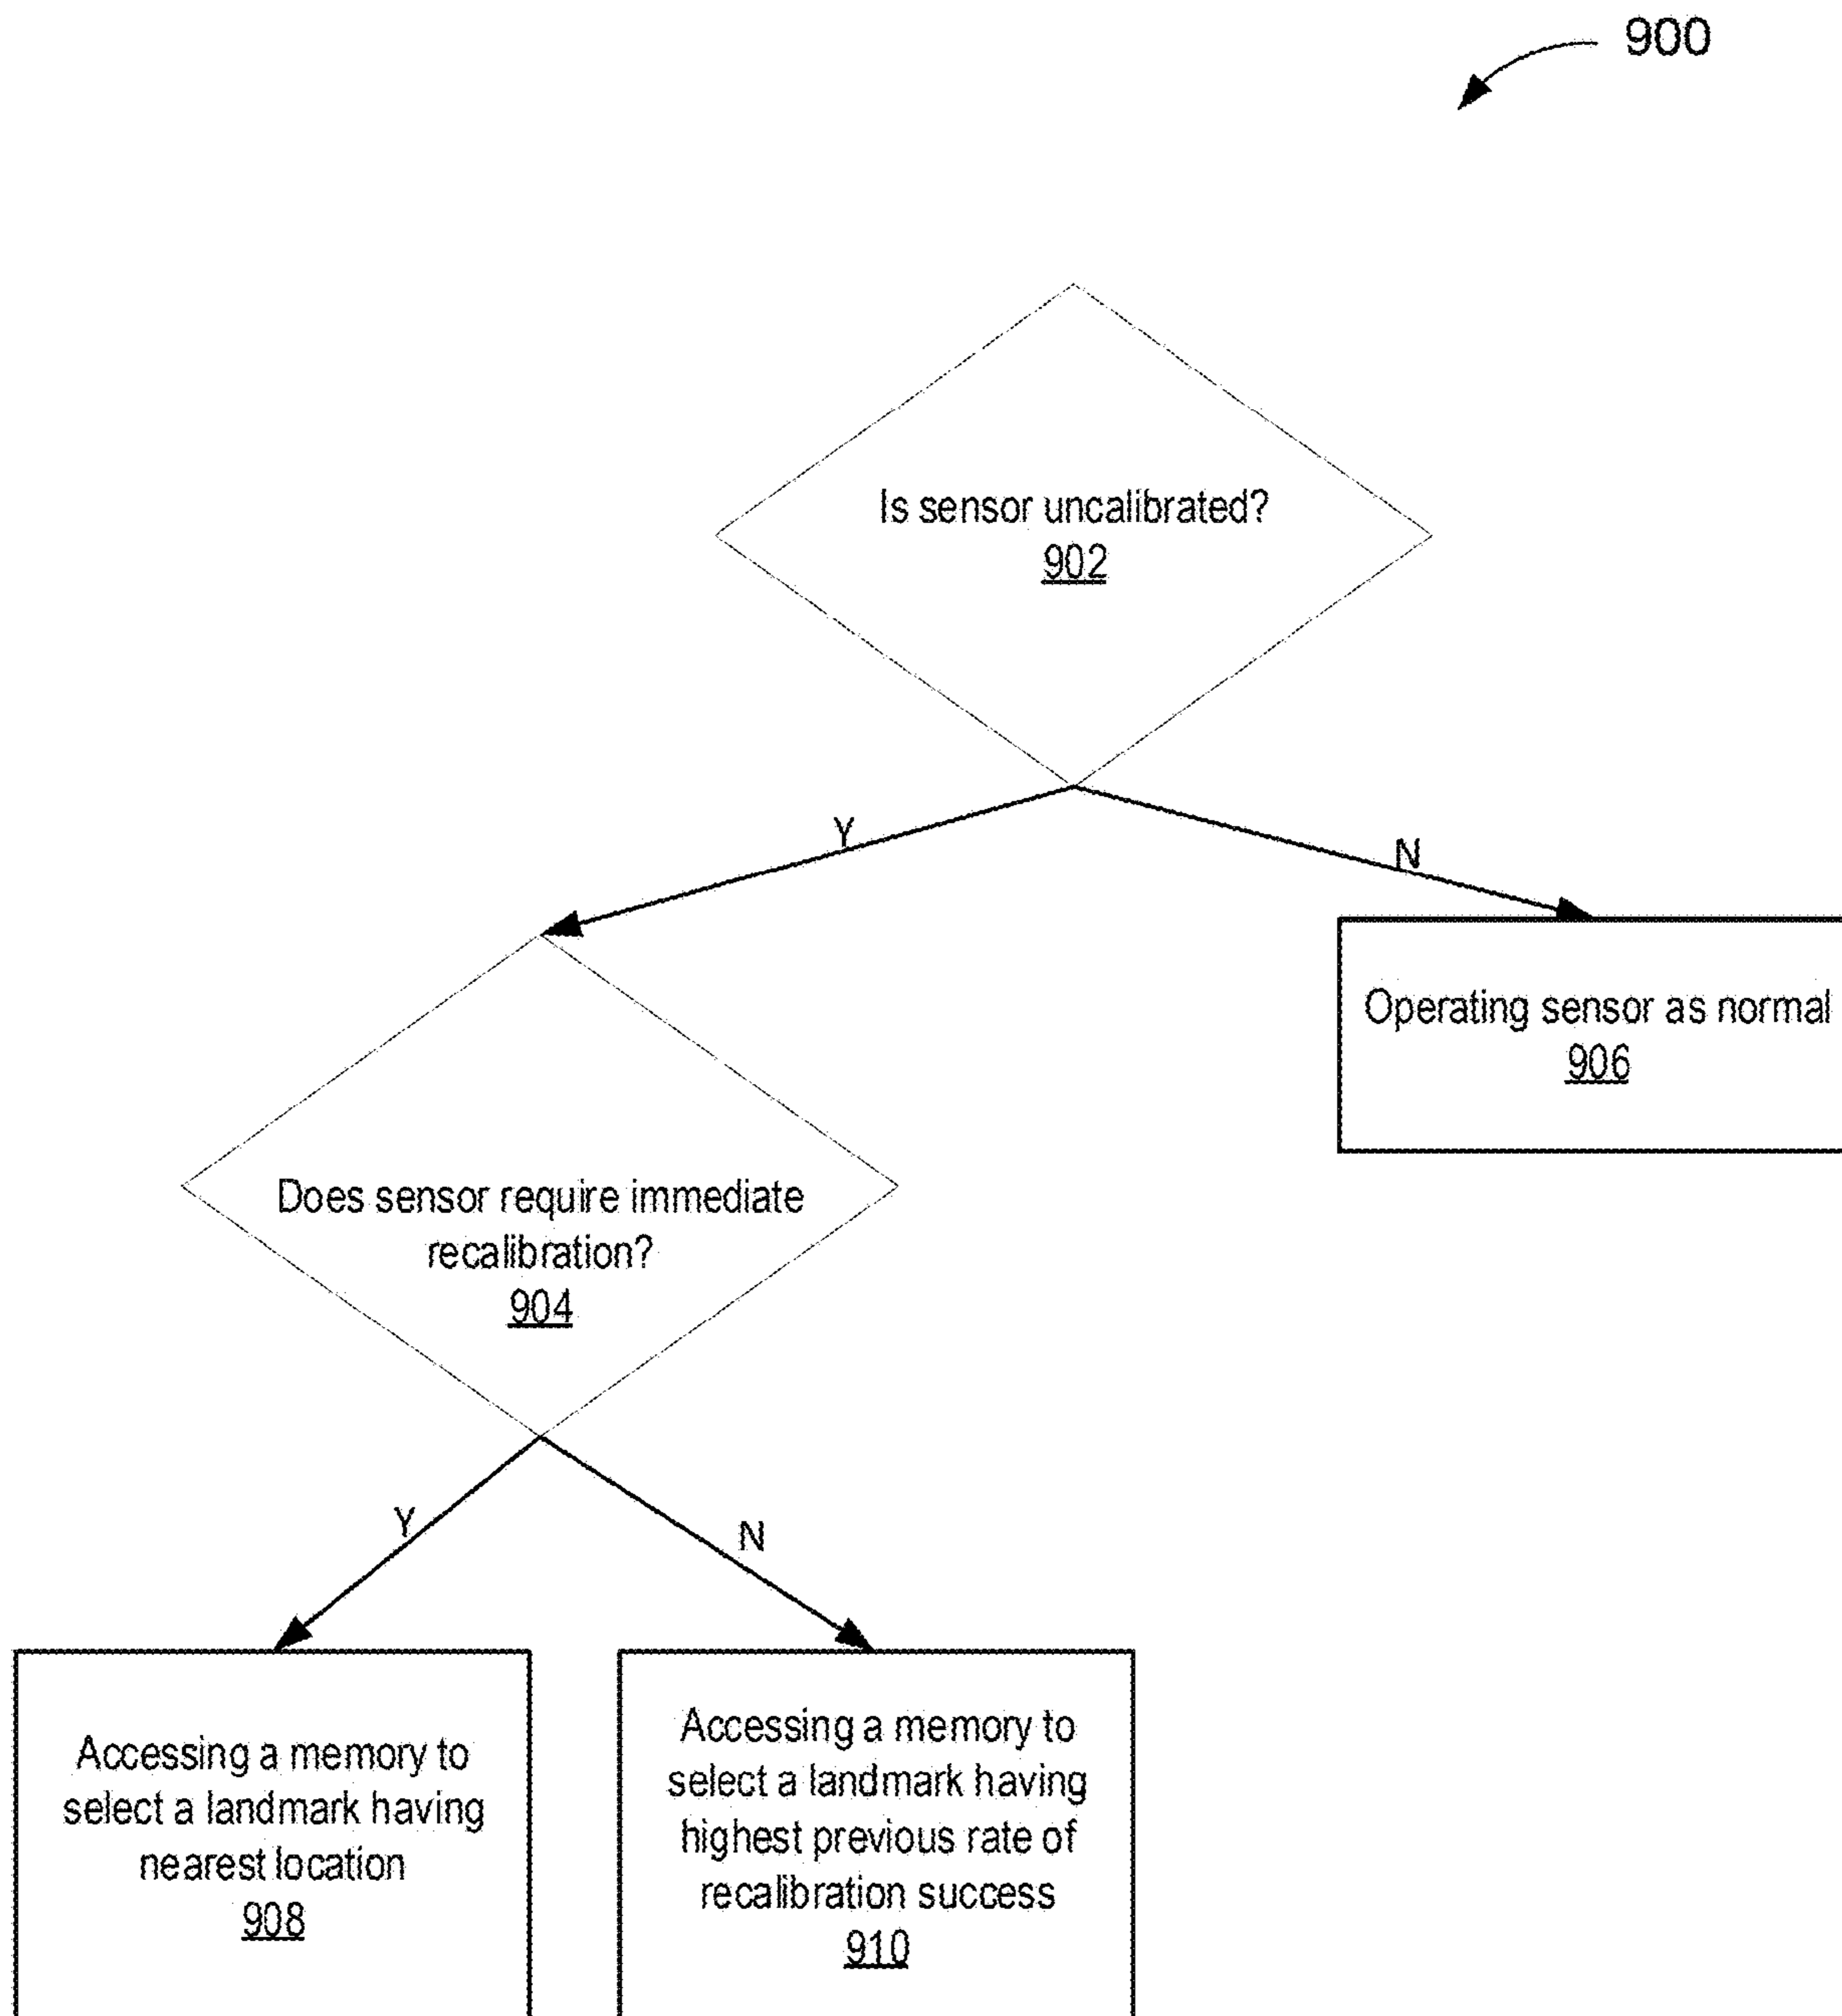 900
Is sensor uncalibrated?
902
Y
N
Operating sensor as normal
906
Does sensor require immediate
recalibration?
904
Y
N
Accessing a memory to
select a landmark having
nearest location
908
Accessing a memory to
select a landmark having
highest previous rate of
recalibration success
910